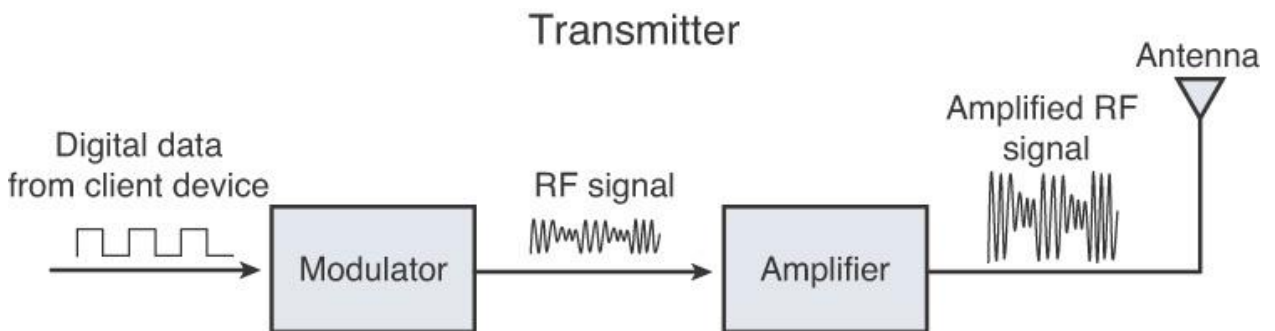 Transmitter
Antenna
Digital data
from client device
RF signal
Amplified RF
signal
Modulator
Amplifier